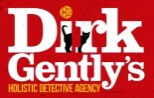 Dirk
Gently's
HOLISTIC DETECTIVE AGENCY